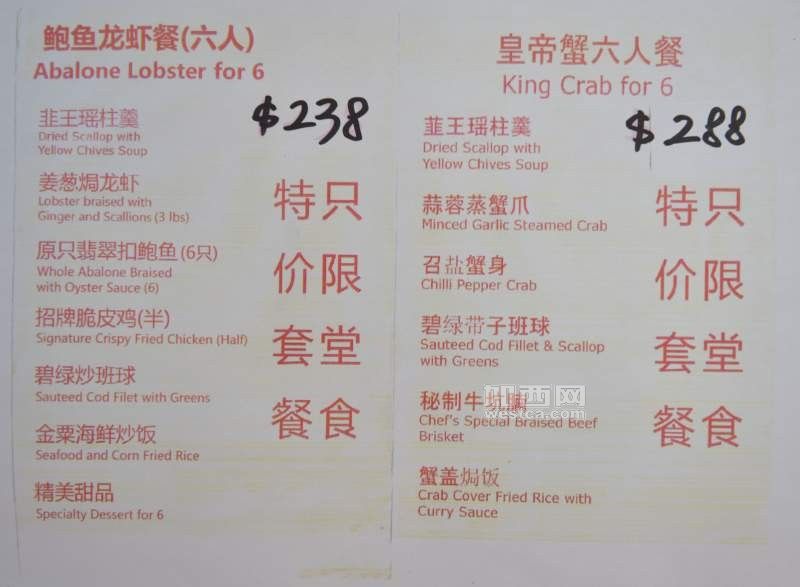 鲍鱼龙虾餐(六人)
Abalone Lobster for 6
$238
韭王瑶柱羹
Dried Scallop with
Yellow Chives Soup
姜葱焗龙虾
Lobster braised with
Ginger and Scallions (3 lbs)
原只翡翠扣鲍鱼(6只)
Whole Abalone Braised
with Oyster Sauce (6)
招牌脆皮鸡(半)
Signature Crispy Fried Chicken (Half)
碧绿炒班球
Sauteed Cod Filet with Greens
金粟海鲜炒饭
Seafood and Corn Fried Rice
精美甜品
Specialty Dessert for 6
特只
价限
套堂
餐食
皇帝蟹六人餐
King Crab for 6
$288
韮王瑶柱羹
Dried Scallop with
Yellow Chives Soup
蒜蓉蒸蟹爪
Minced Garlic Steamed Crab
召盐蟹身
Chilli Pepper Crab
碧绿带子班球
Sauteed Cod Fillet & Scallop
with Greens
秘制牛坑腩
Chef's Special Braised Beef
Brisket
蟹盖焗饭
Crab Cover Fried Rice with
Curry Sauce
特只
价限
套堂
餐食
加西网
westca.com